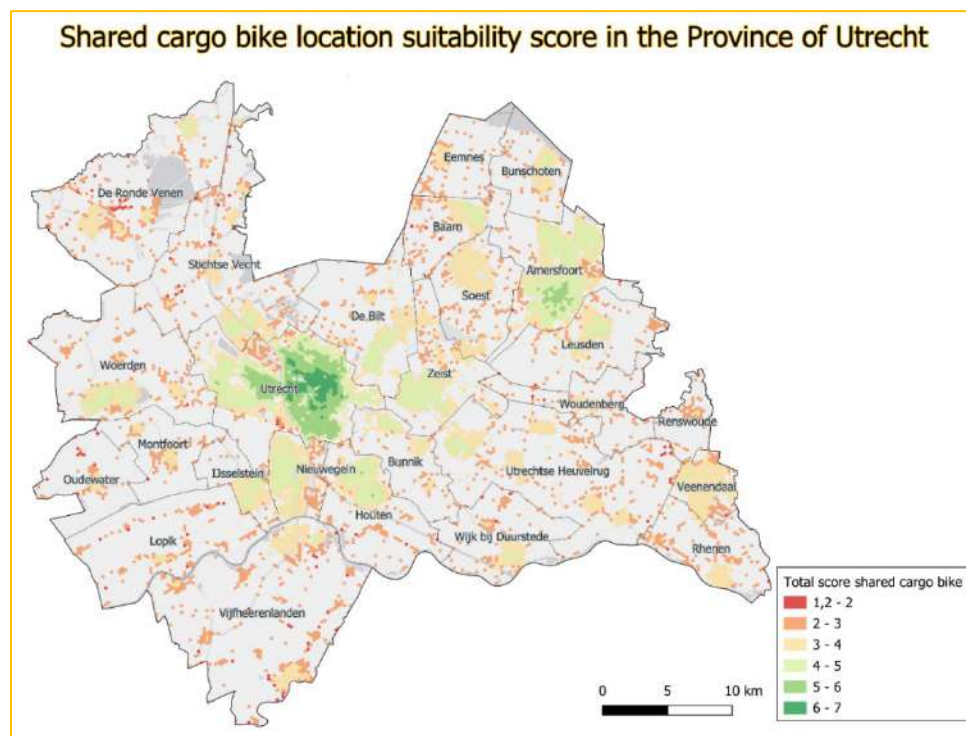 Shared cargo bike location suitability score in the Province of Utrecht
Eemnes
Bunschoten
De Ronde Venen
Baarn
Stichtse Vecht
Amersfoort
Soest
De Bilt
Leusden
Woerden
Zeist
Utrecht
Woudenberg
Renswoude
Montfoort
Bunnik
IJsselstein
Nieuwegein
Utrechtse Heuvelrug
Oudewater
Veenendaal
Houten
Lopik
Wijk bij Duurstede
Rhenen
Vijfheerenlanden
Total score shared cargo bike
1,2 - 2
2 - 3
3 - 4
4 - 5
5 - 6
6 - 7
0 5 10 km